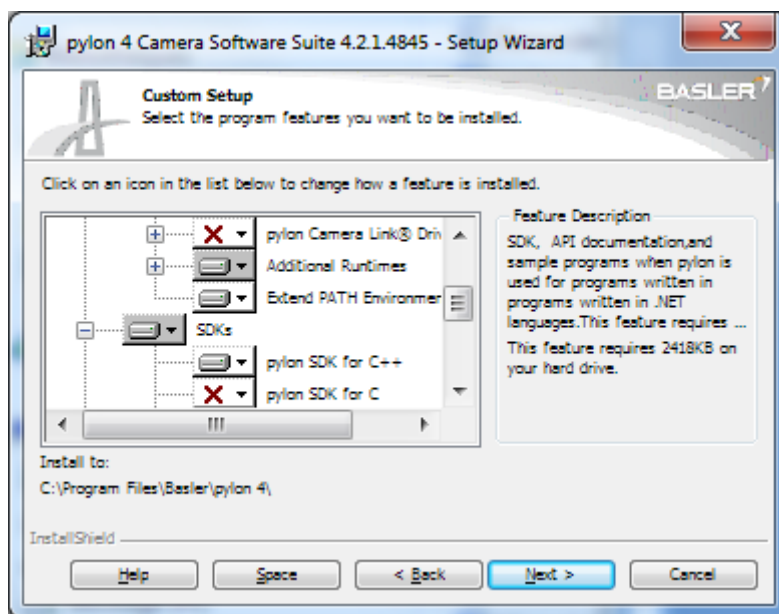 pylon 4 Camera Software Suite 4.2.1.4845 - Setup Wizard
Custom Setup
Select the program features you want to be installed.
BASLER
Click on an icon in the list below to change how a feature is installed.
pylon Camera Link® Driv
Additional Runtimes
Extend PATH Environmer
SDKs
pylon SDK for C++
pylon SDK for C
Feature Description
SDK, API documentation,and
sample programs when pylon is
used for programs written in
programs written in .NET
languages.This feature requires ...
This feature requires 2418KB on
your hard drive.
Install to:
C:\Program Files\Basler\pylon 4\
InstallShield
Help
Space
< Back
Next >
Cancel